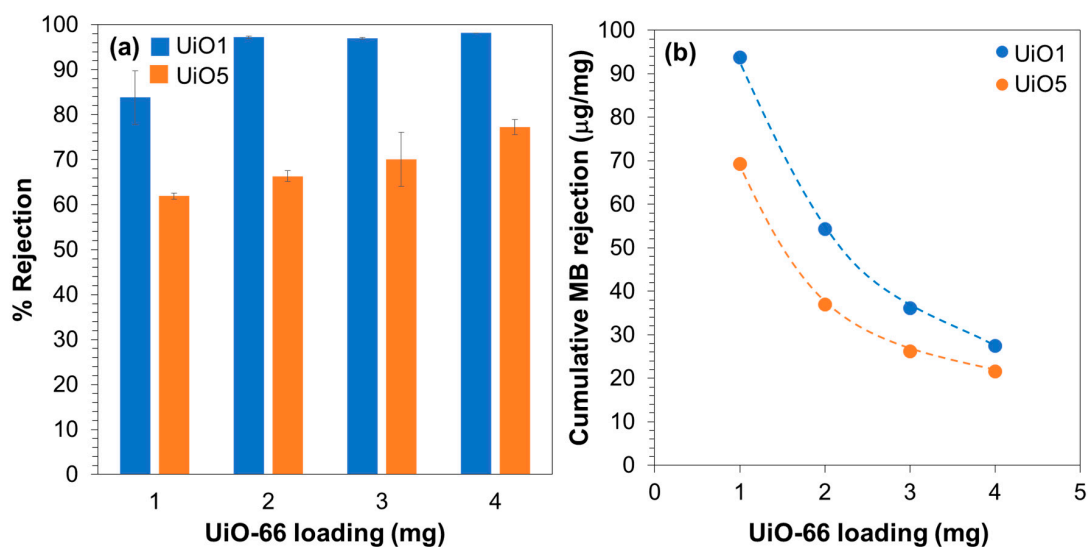 (a)
UiO1
UiO5
100
90
80
70
60
50
40
30
20
10
0
% Rejection
1 2 3 4
UiO-66 loading (mg)
(b)
UiO1
UiO5
100
90
80
70
60
50
40
30
20
10
0
Cumulative MB rejection (µg/mg)
0 1 2 3 4 5
UiO-66 loading (mg)